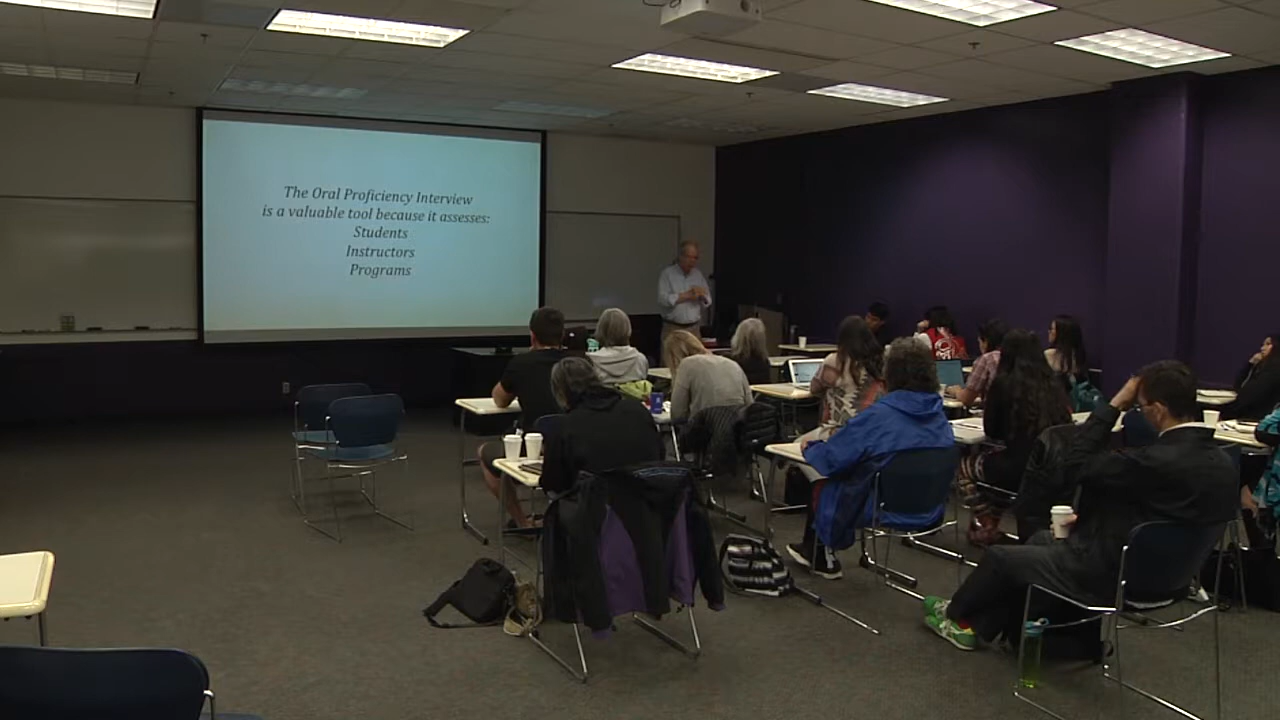 The Oral Proficiency Interview
is a valuable tool because it assesses:
Students
Instructors
Programs